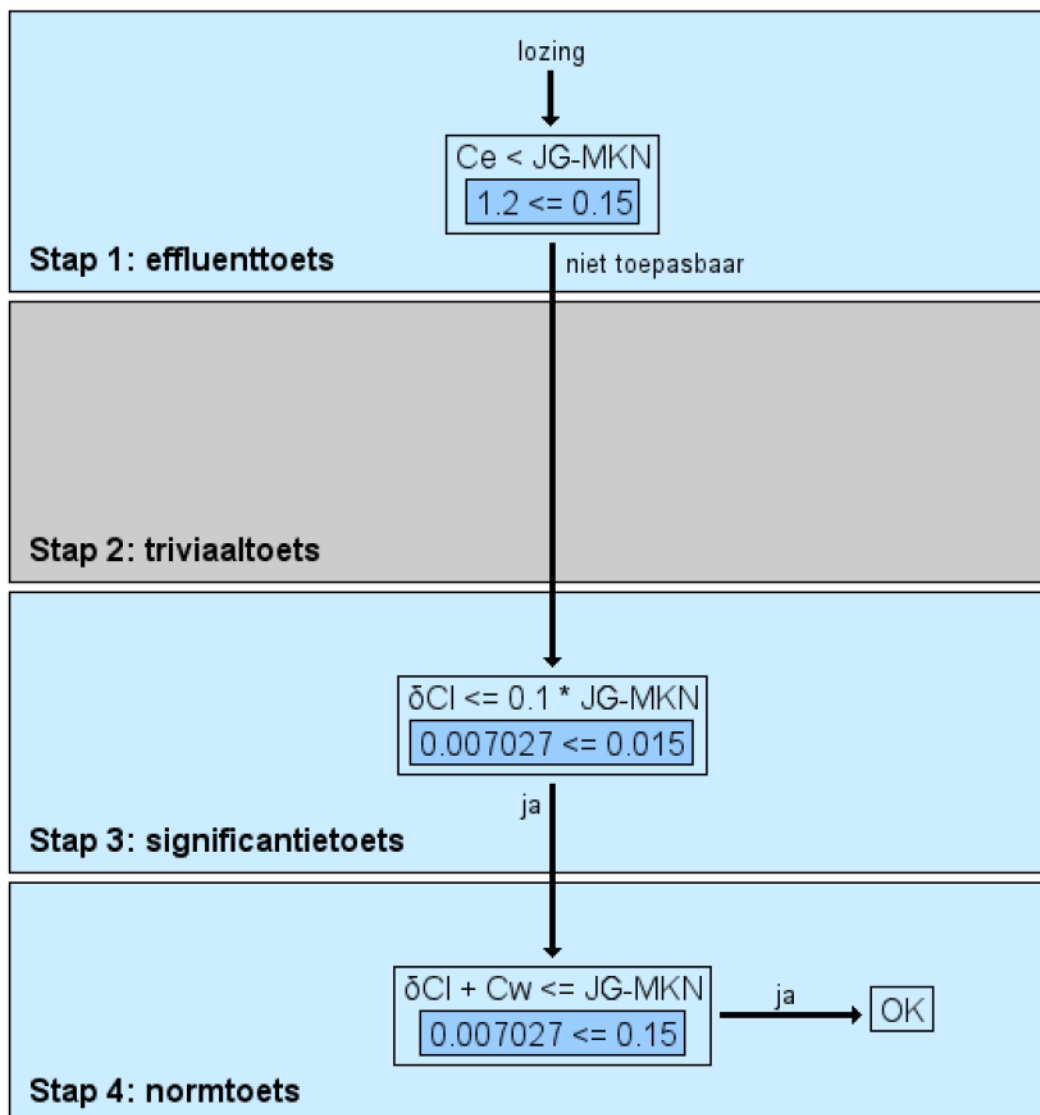 lozing
Ce < JG-MKN
1.2 <= 0.15
niet toepasbaar
Stap 1: effluenttoets
Stap 2: triviaaltoets
δCl <= 0.1 * JG-MKN
0.007027 <= 0.015
ja
Stap 3: significantietoets
δCl + Cw <= JG-MKN
0.007027 <= 0.15
ja
OK
Stap 4: normtoets